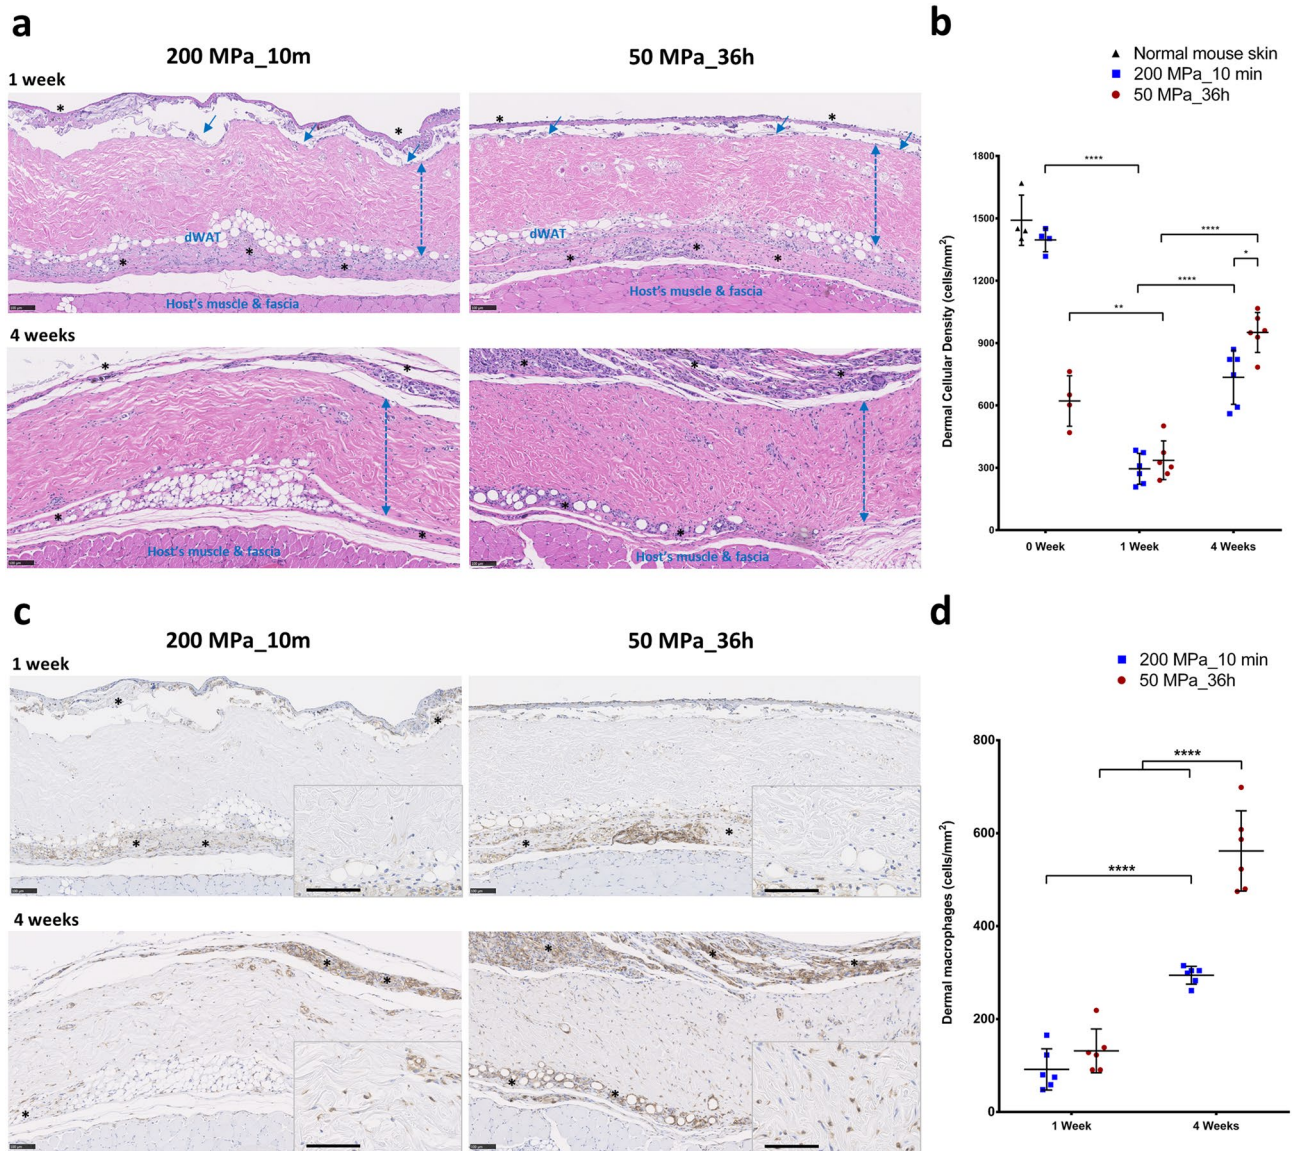 a
200 MPa_10m
50 MPa_36h
1 week
*
*
*
*
dWAT
*
*
*
Host's muscle & fascia
dWAT
*
*
*
Host's muscle & fascia
4 weeks
*
*
*
*
*
*
*
Host's muscle & fascia
*
*
Host's muscle & fascia
b
Normal mouse skin
200 MPa_10 min
50 MPa_36h
Dermal Cellular Density (cells/mm²)
1800
1500
1200
900
600
300
0
****
****
*
****
**
0 Week
1 Week
4 Weeks
c
200 MPa_10m
50 MPa_36h
1 week
*
*
*
*
*
*
4 weeks
*
*
*
*
*
*
*
*
d
200 MPa_10 min
50 MPa_36h
Dermal macrophages (cells/mm²)
800
600
400
200
0
****
****
1 Week
4 Weeks